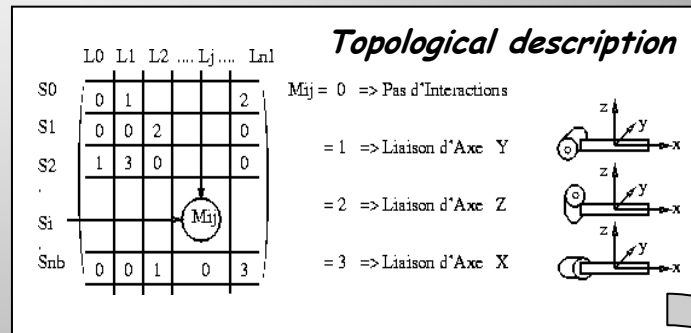 Topological description
L0 L1 L2 .... Lj .... Lnl
S0 0 1 2
S1 0 0 2 0
S2 1 3 0 0
.
Si Mij
.
Snb 0 0 1 0 3
Mij = 0 => Pas d'Interactions
= 1 => Liaison d'Axe Y
= 2 => Liaison d'Axe Z
= 3 => Liaison d'Axe X
z y x
z y x
z y x